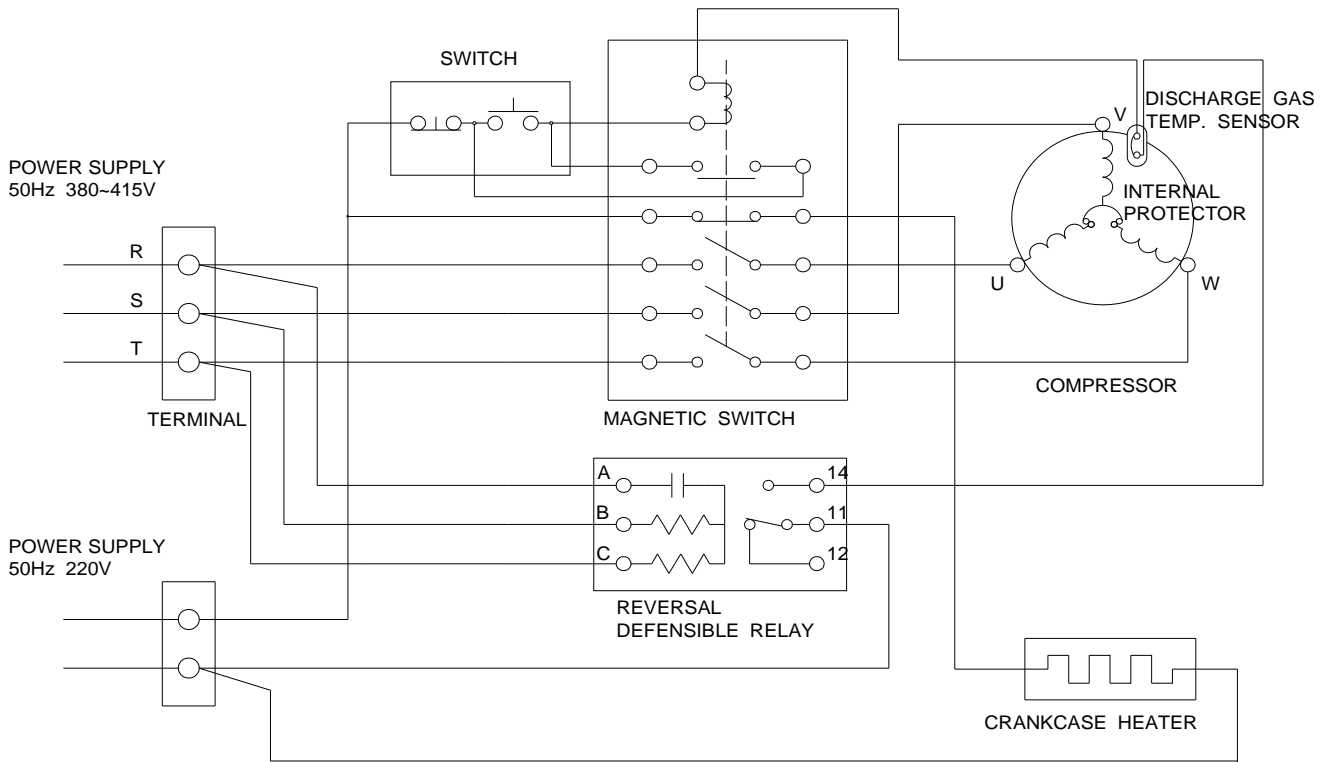 SWITCH
DISCHARGE GAS
TEMP. SENSOR
V
POWER SUPPLY
50Hz 380~415V
INTERNAL
PROTECTOR
R
S
T
U
W
COMPRESSOR
TERMINAL
MAGNETIC SWITCH
A
14
B
11
C
12
POWER SUPPLY
50Hz 220V
REVERSAL
DEFENSIBLE RELAY
CRANKCASE HEATER